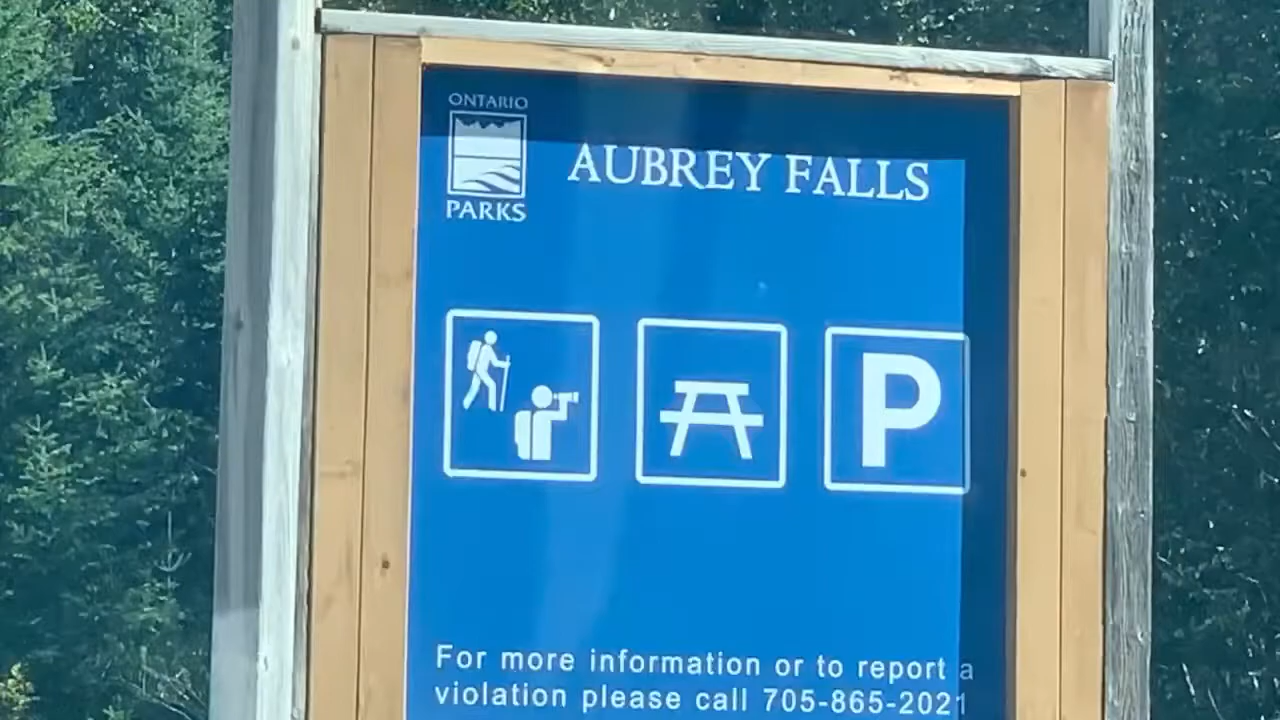 ONTARIO
PARKS
AUBREY FALLS
P
For more information or to report a
violation please call 705-865-2021